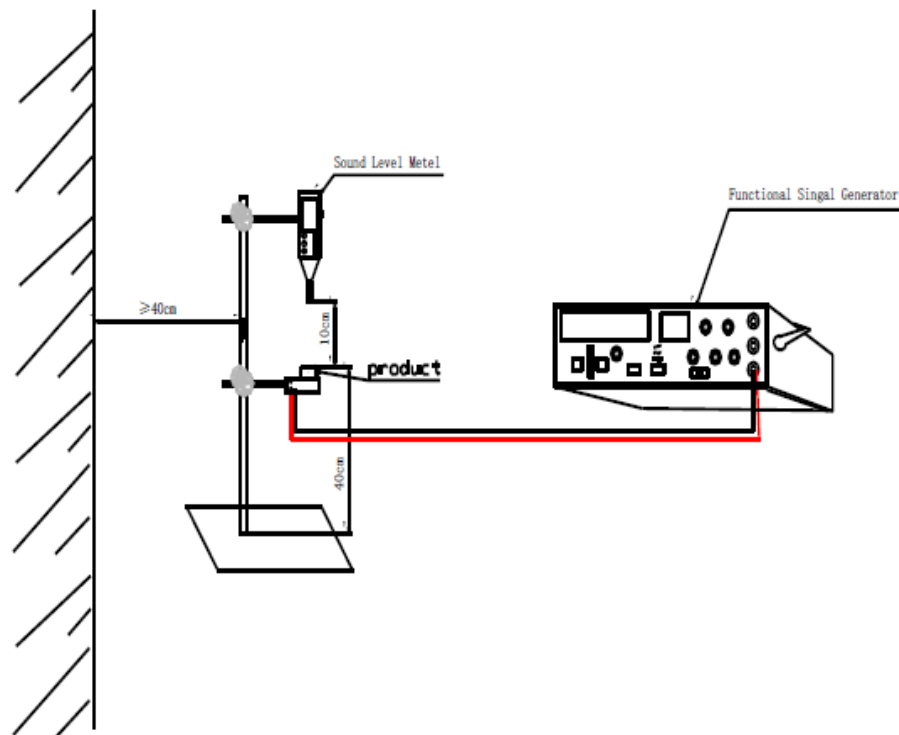 Sound Level Metel
Functional Singal Generator
≥40cm
10cm
product
40cm